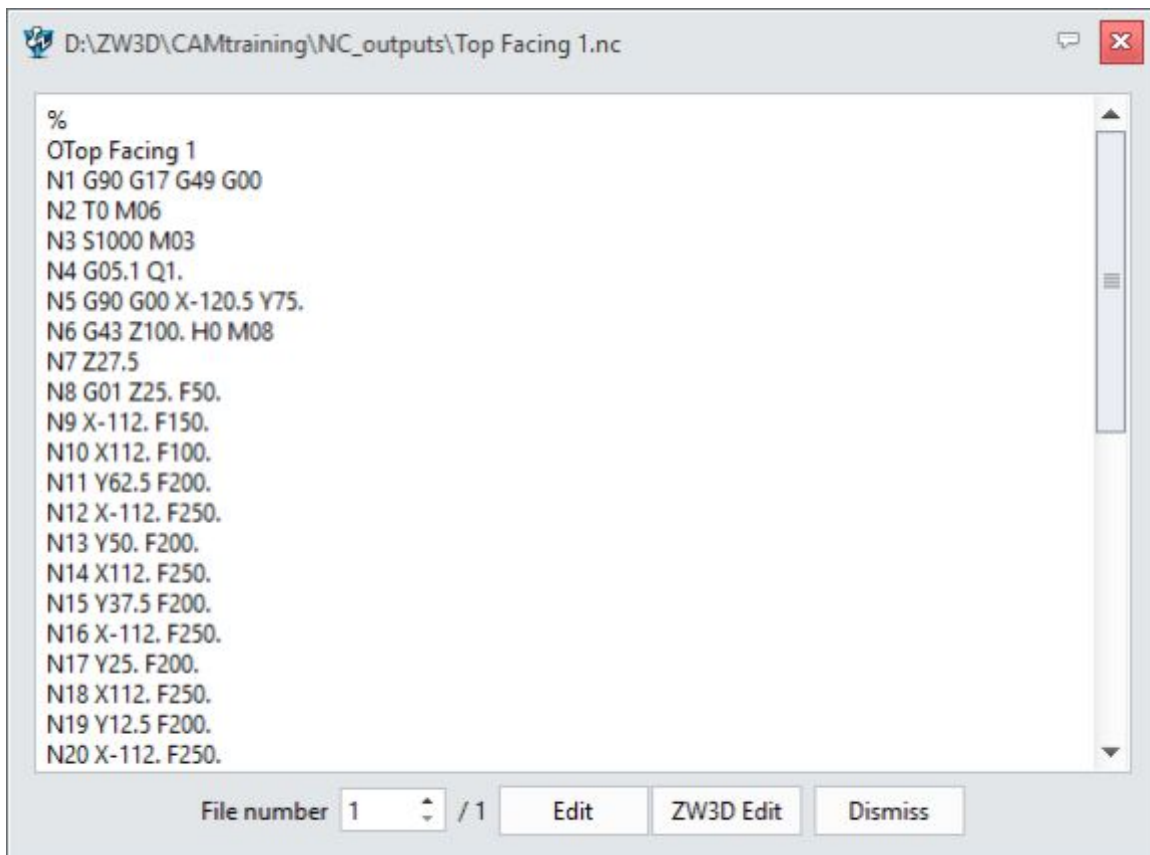 D:\ZW3D\CAMtraining\NC_outputs\Top Facing 1.nc
%
OTop Facing 1
N1 G90 G17 G49 G00
N2 T0 M06
N3 S1000 M03
N4 G05.1 Q1.
N5 G90 G00 X-120.5 Y75.
N6 G43 Z100. H0 M08
N7 Z27.5
N8 G01 Z25. F50.
N9 X-112. F150.
N10 X112. F100.
N11 Y62.5 F200.
N12 X-112. F250.
N13 Y50. F200.
N14 X112. F250.
N15 Y37.5 F200.
N16 X-112. F250.
N17 Y25. F200.
N18 X112. F250.
N19 Y12.5 F200.
N20 X-112. F250.
File number 1 / 1 Edit ZW3D Edit Dismiss